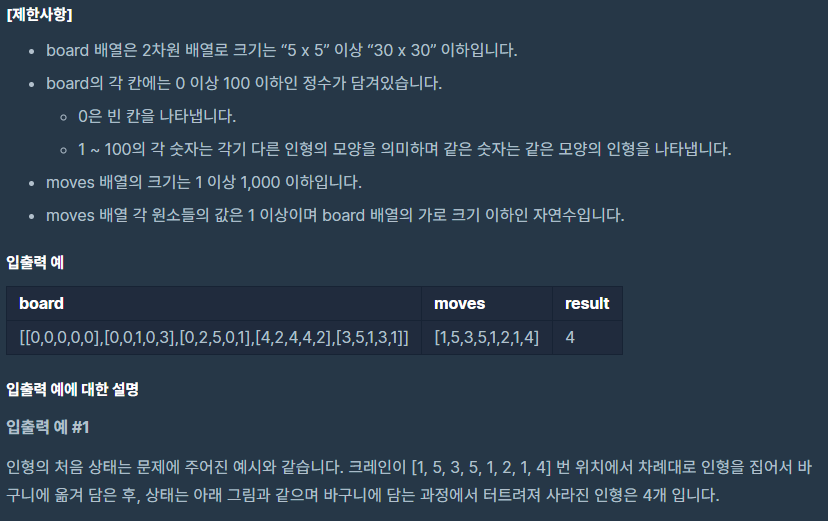 [제한사항]
• board 배열은 2차원 배열로 크기는 “5 x 5” 이상 “30 x 30” 이하입니다.
• board의 각 칸에는 0 이상 100 이하인 정수가 담겨있습니다.
◦ 0은 빈 칸을 나타냅니다.
◦ 1 ~ 100의 각 숫자는 각기 다른 인형의 모양을 의미하며 같은 숫자는 같은 모양의 인형을 나타냅니다.
• moves 배열의 크기는 1 이상 1,000 이하입니다.
• moves 배열 각 원소들의 값은 1 이상이며 board 배열의 가로 크기 이하인 자연수입니다.
입출력 예
board moves result
[[0,0,0,0,0],[0,0,1,0,3],[0,2,5,0,1],[4,2,4,4,2],[3,5,1,3,1]] [1,5,3,5,1,2,1,4] 4
입출력 예에 대한 설명
입출력 예 #1
인형의 처음 상태는 문제에 주어진 예시와 같습니다. 크레인이 [1, 5, 3, 5, 1, 2, 1, 4] 번 위치에서 차례대로 인형을 집어서 바
구니에 옮겨 담은 후, 상태는 아래 그림과 같으며 바구니에 담는 과정에서 터트려져 사라진 인형은 4개 입니다.